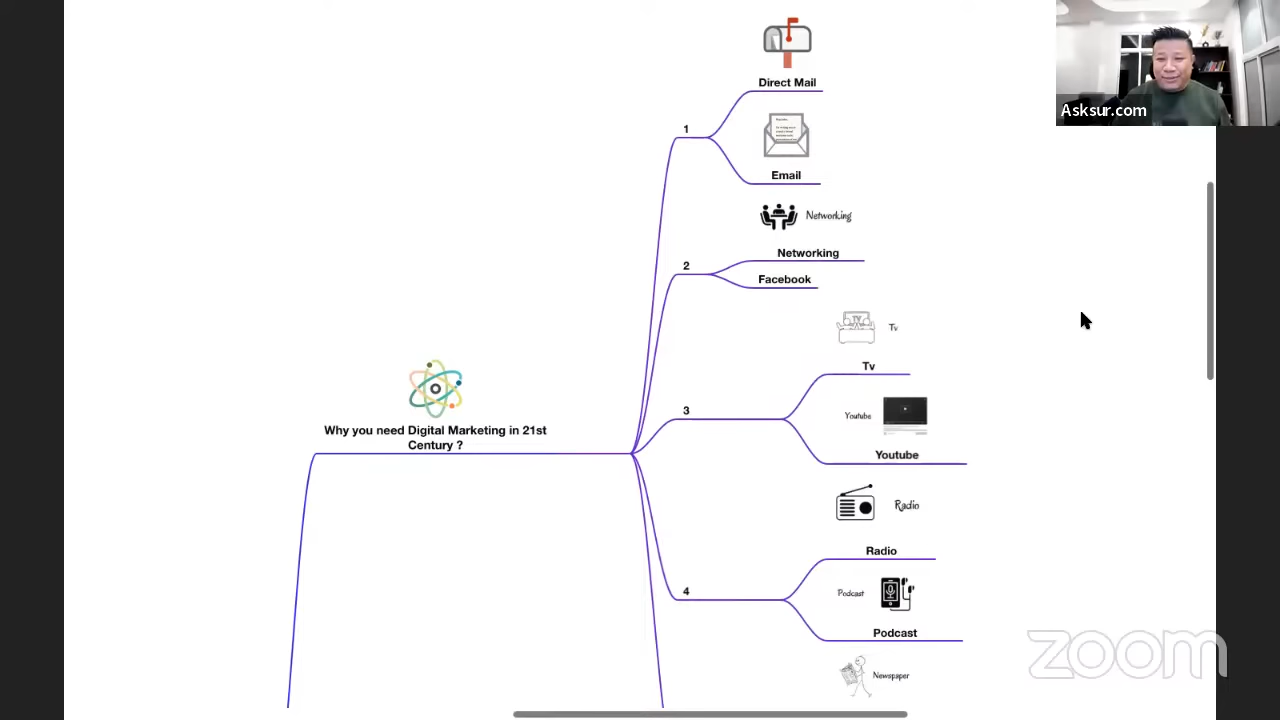 Direct Mail
Asksur.com
1
Email
Networking
2
Networking
Facebook
Tv
Tv
3
Youtube
Why you need Digital Marketing in 21st
Century ?
Youtube
Radio
Radio
4
Podcast
Podcast
zoom
Newspaper